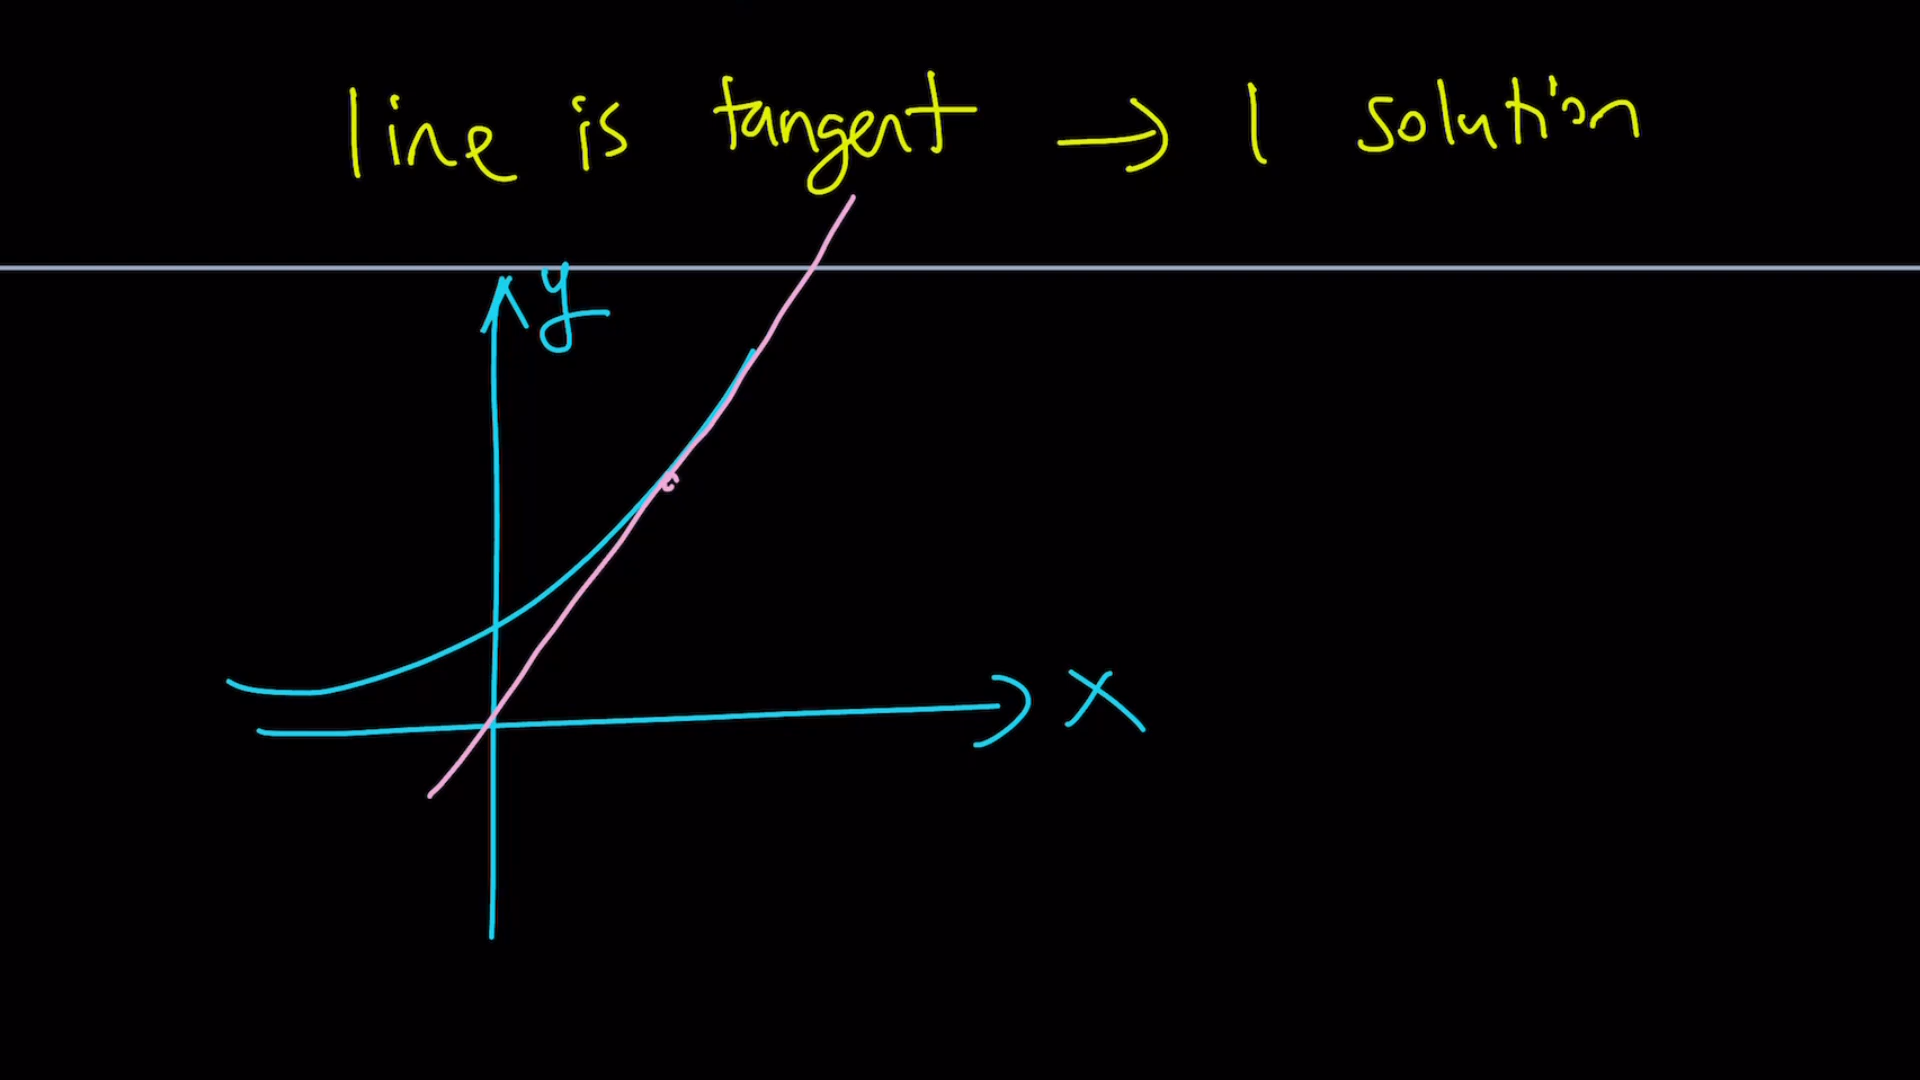 line is tangent → 1 solution
y
x